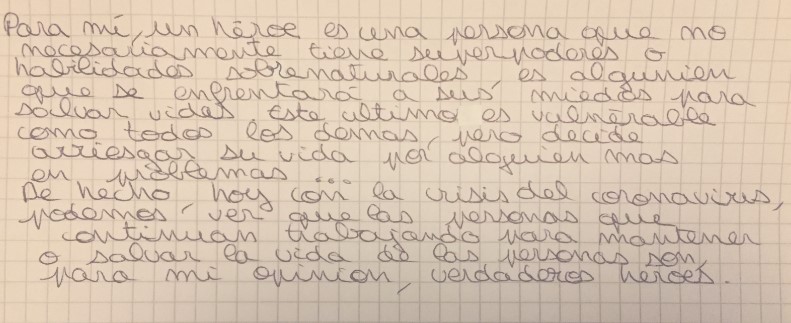 Para mí, un héroe es una persona que no
necesariamente tiene superpoderes o
habilidades sobrenaturales, es algunien
que se enfrentará a sus miedos para
salvar vidas. Este ultimo es vulnerable
como todos los demas, pero decide
arriesgar su vida por alguien mas
en problemas ...
De hecho hoy con la crisis del coronavirus,
podemos ver que las personas que
continuan trabajando para mantener
o salvar la vida de las personas son,
para mi opinion, verdaderos héroes.